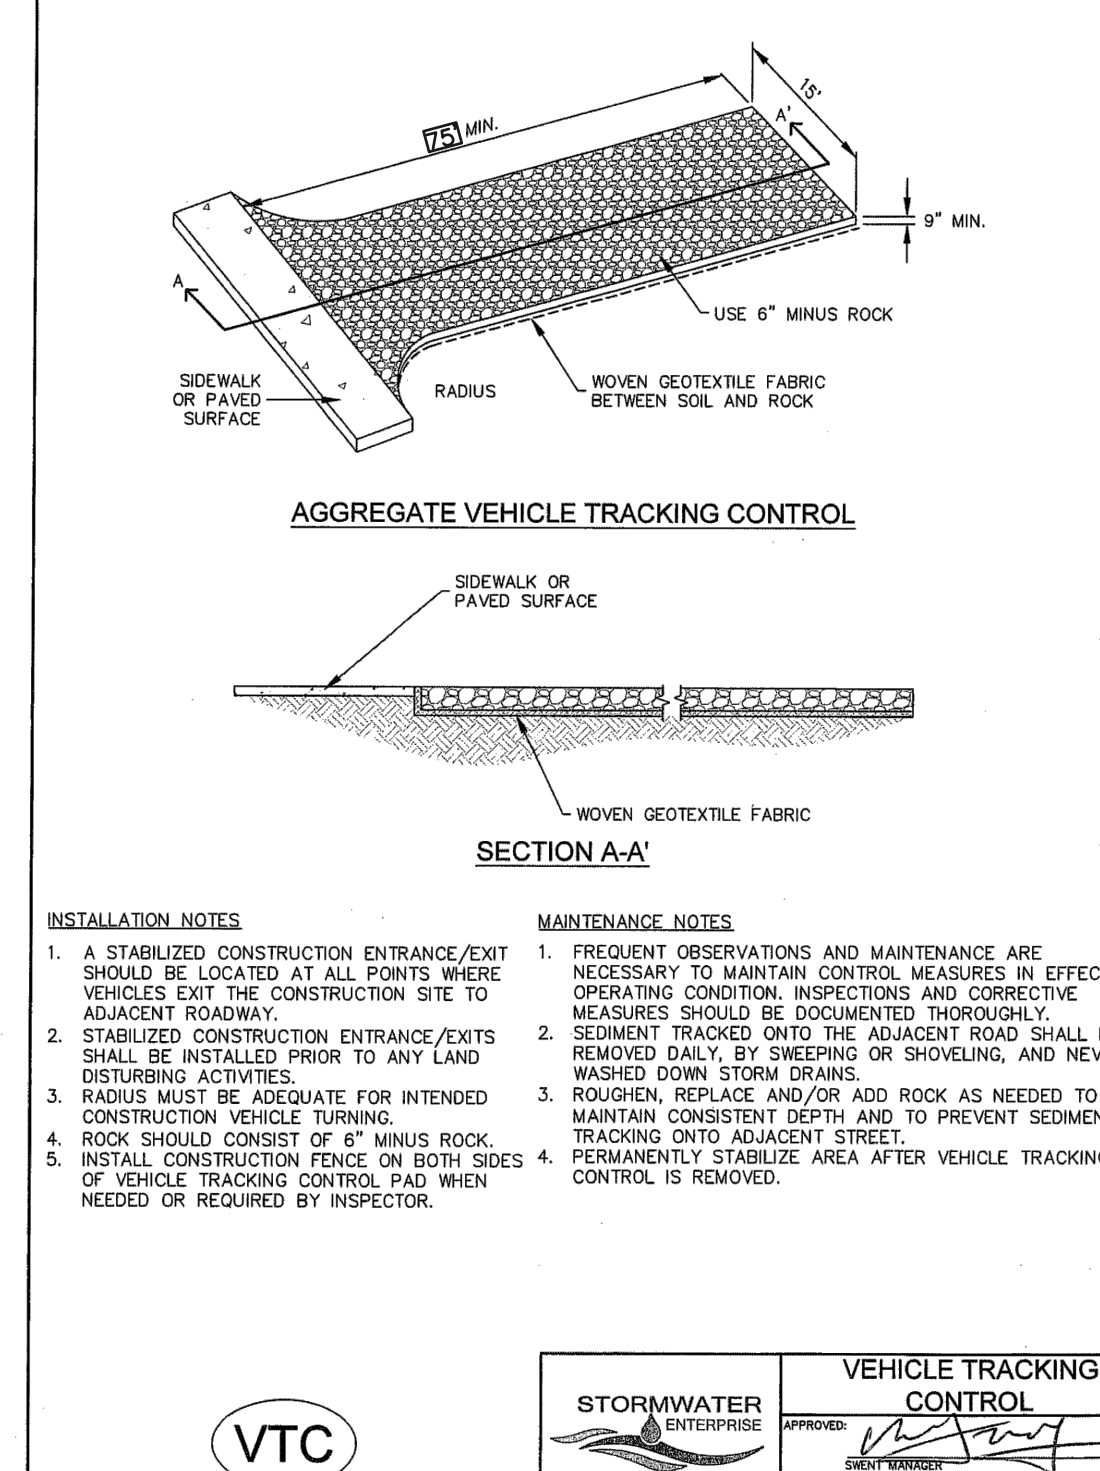 75' MIN.
15'
A'
9" MIN.
USE 6" MINUS ROCK
A
SIDEWALK
OR PAVED
SURFACE
RADIUS
WOVEN GEOTEXTILE FABRIC
BETWEEN SOIL AND ROCK
AGGREGATE VEHICLE TRACKING CONTROL
SIDEWALK OR
PAVED SURFACE
WOVEN GEOTEXTILE FABRIC
SECTION A-A'
INSTALLATION NOTES
1. A STABILIZED CONSTRUCTION ENTRANCE/EXIT
SHOULD BE LOCATED AT ALL POINTS WHERE
VEHICLES EXIT THE CONSTRUCTION SITE TO
ADJACENT ROADWAY.
2. STABILIZED CONSTRUCTION ENTRANCE/EXITS
SHALL BE INSTALLED PRIOR TO ANY LAND
DISTURBING ACTIVITIES.
3. RADIUS MUST BE ADEQUATE FOR INTENDED
CONSTRUCTION VEHICLE TURNING.
4. ROCK SHOULD CONSIST OF 6" MINUS ROCK.
5. INSTALL CONSTRUCTION FENCE ON BOTH SIDES
OF VEHICLE TRACKING CONTROL PAD WHEN
NEEDED OR REQUIRED BY INSPECTOR.
MAINTENANCE NOTES
1. FREQUENT OBSERVATIONS AND MAINTENANCE ARE
NECESSARY TO MAINTAIN CONTROL MEASURES IN EFFEC
OPERATING CONDITION. INSPECTIONS AND CORRECTIVE
MEASURES SHOULD BE DOCUMENTED THOROUGHLY.
2. SEDIMENT TRACKED ONTO THE ADJACENT ROAD SHALL
REMOVED DAILY, BY SWEEPING OR SHOVELING, AND NEV
WASHED DOWN STORM DRAINS.
3. ROUGHEN, REPLACE AND/OR ADD ROCK AS NEEDED TO
MAINTAIN CONSISTENT DEPTH AND TO PREVENT SEDIMEN
TRACKING ONTO ADJACENT STREET.
4. PERMANENTLY STABILIZE AREA AFTER VEHICLE TRACKING
CONTROL IS REMOVED.
VTC
STORMWATER
ENTERPRISE
VEHICLE TRACKING
CONTROL
APPROVED:
SWENT MANAGER